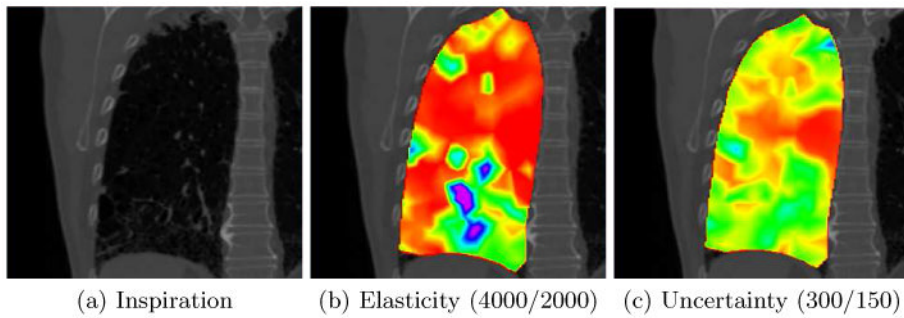 (a) Inspiration
(b) Elasticity (4000/2000)
(c) Uncertainty (300/150)